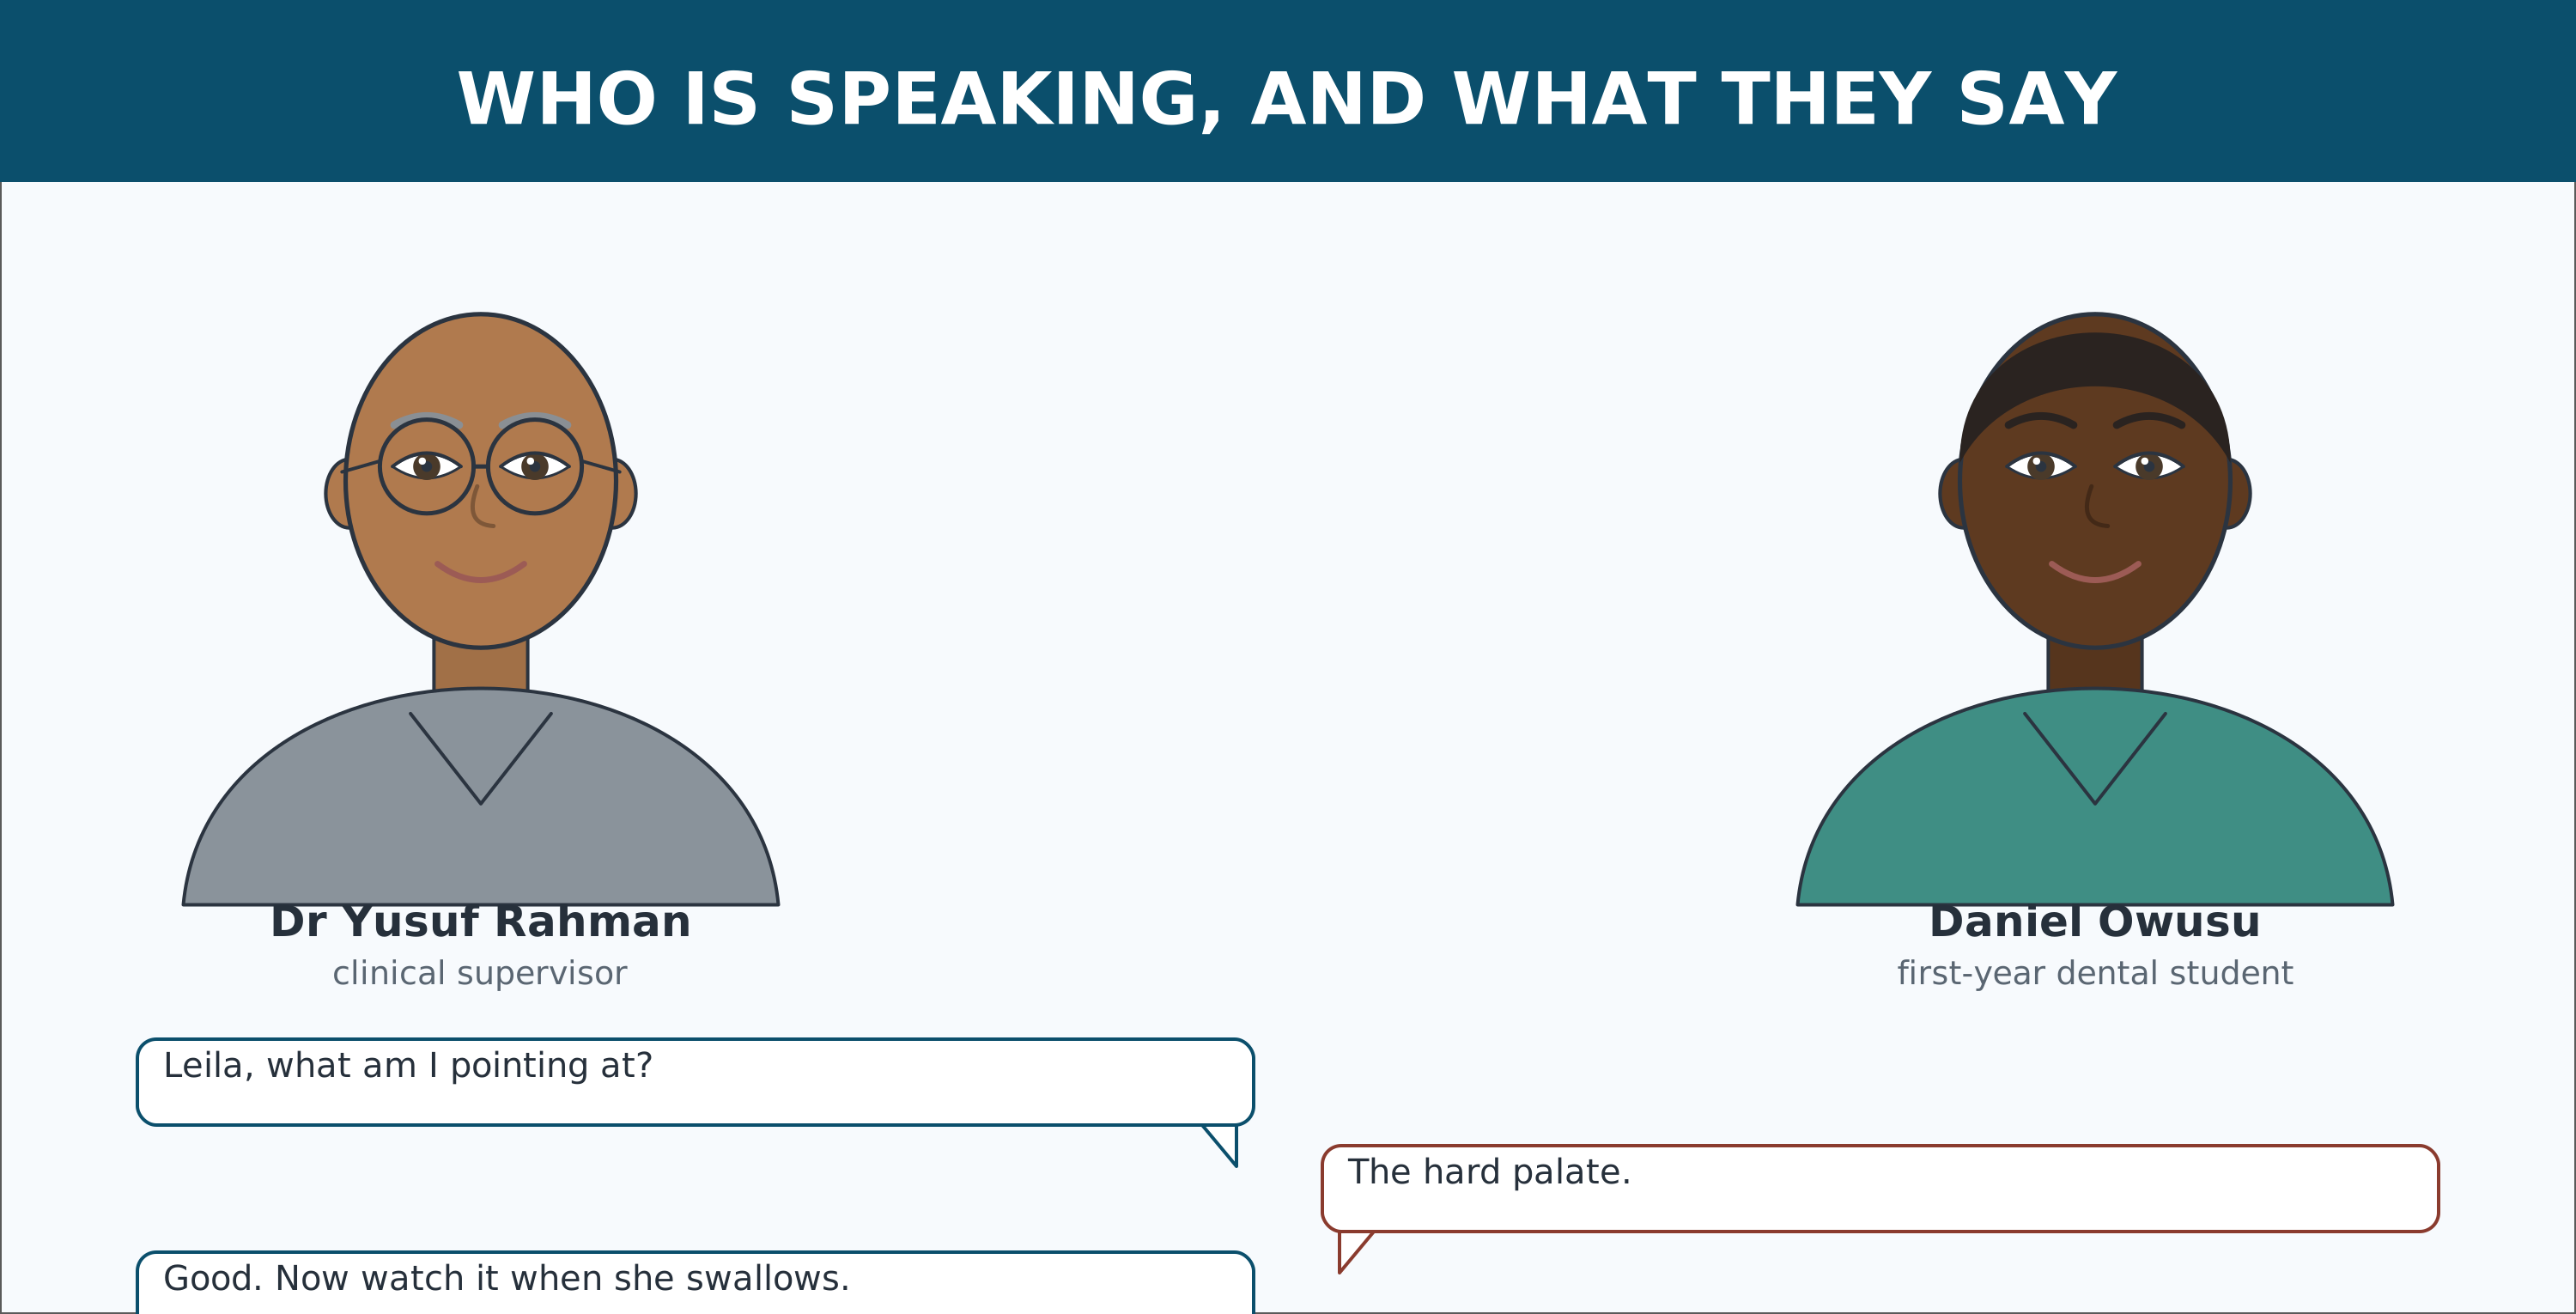 WHO IS SPEAKING, AND WHAT THEY SAY
Dr Yusuf Rahman
clinical supervisor
Daniel Owusu
first-year dental student
Leila, what am I pointing at?
The hard palate.
Good. Now watch it when she swallows.